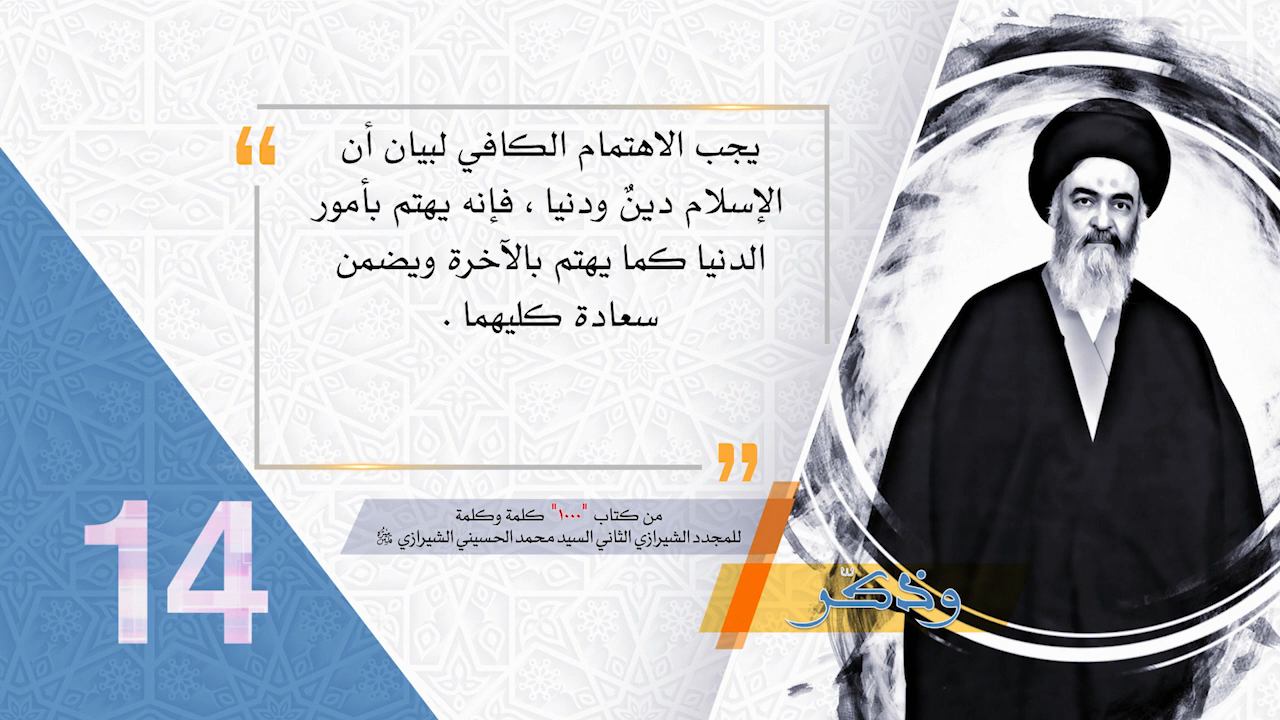 يجب الاهتمام الكافي لبيان أن
الإسلام دينٌ ودنيا ، فإنه يهتم بأمور
الدنيا كما يهتم بالآخرة ويضمن
سعادة كليهما .
من كتاب "١٠٠٠" كلمة وكلمة
للمجدد الشيرازي الثاني السيد محمد الحسيني الشيرازي
وذكّر
14